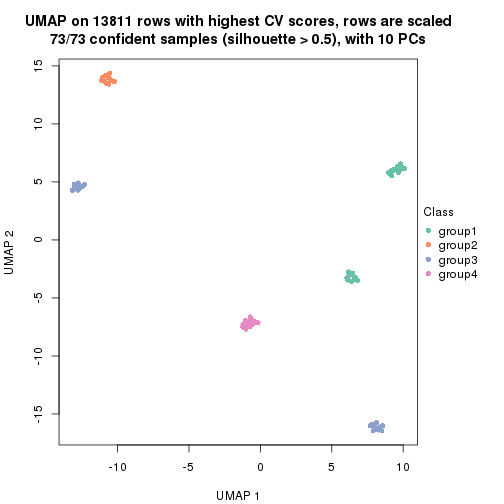 UMAP on 13811 rows with highest CV scores, rows are scaled
73/73 confident samples (silhouette > 0.5), with 10 PCs
15
10
5
0
-5
-10
-15
UMAP 2
-10
-5
0
5
10
UMAP 1
Class
group1
group2
group3
group4